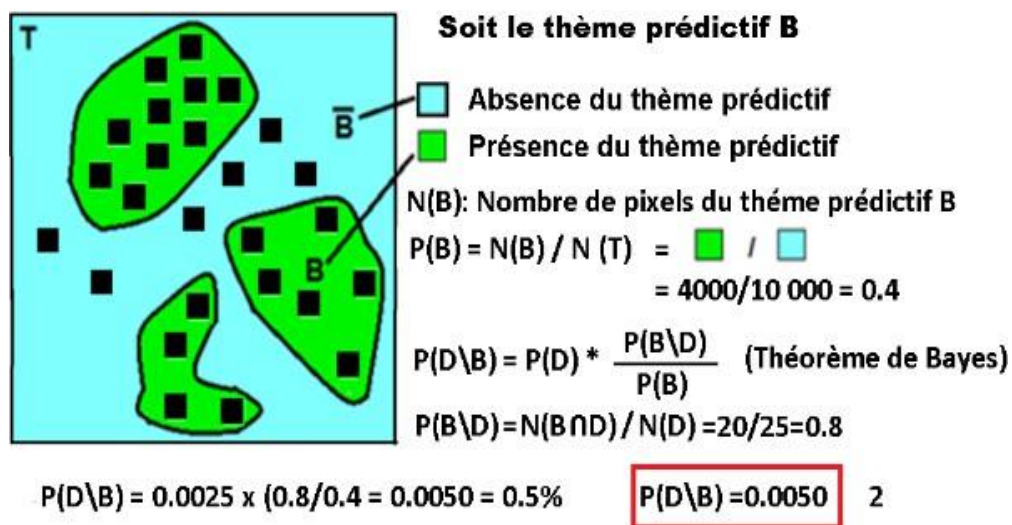 T
B̅
B
Soit le thème prédictif B
Absence du thème prédictif
Présence du thème prédictif
N(B): Nombre de pixels du théme prédictif B
P(B) = N(B) / N (T) = /
= 4000/10 000 = 0.4
P(D\B) = P(D) * P(B\D) / P(B) (Théorème de Bayes)
P(B\D)=N(B∩D)/ N(D) =20/25=0.8
P(D\B) = 0.0025 x (0.8/0.4 = 0.0050 = 0.5%
P(D\B) =0.0050 2